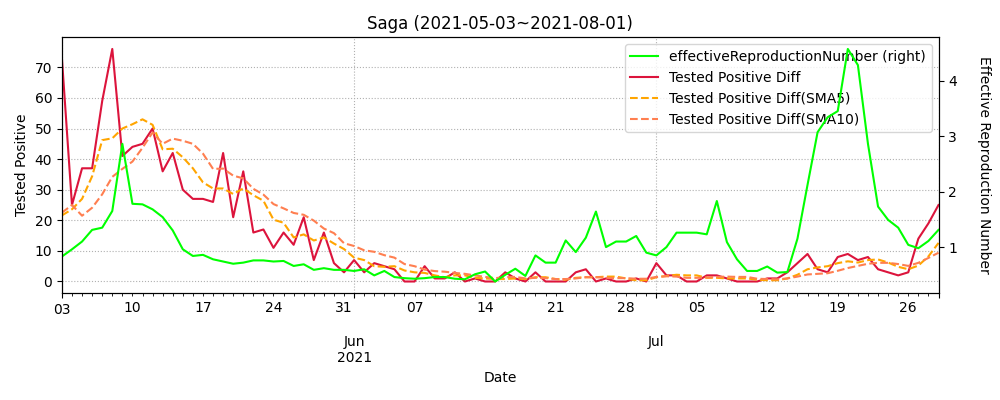 Saga (2021-05-03~2021-08-01)
effectiveReproductionNumber (right)
Tested Positive Diff
Tested Positive Diff(SMA5)
Tested Positive Diff(SMA10)
Tested Positive
70
60
50
40
30
20
10
0
4
3
2
1
Effective Reproduction Number
03 10 17 24 31 07 14 21 28 05 12 19 26
Jun Jul
2021
Date